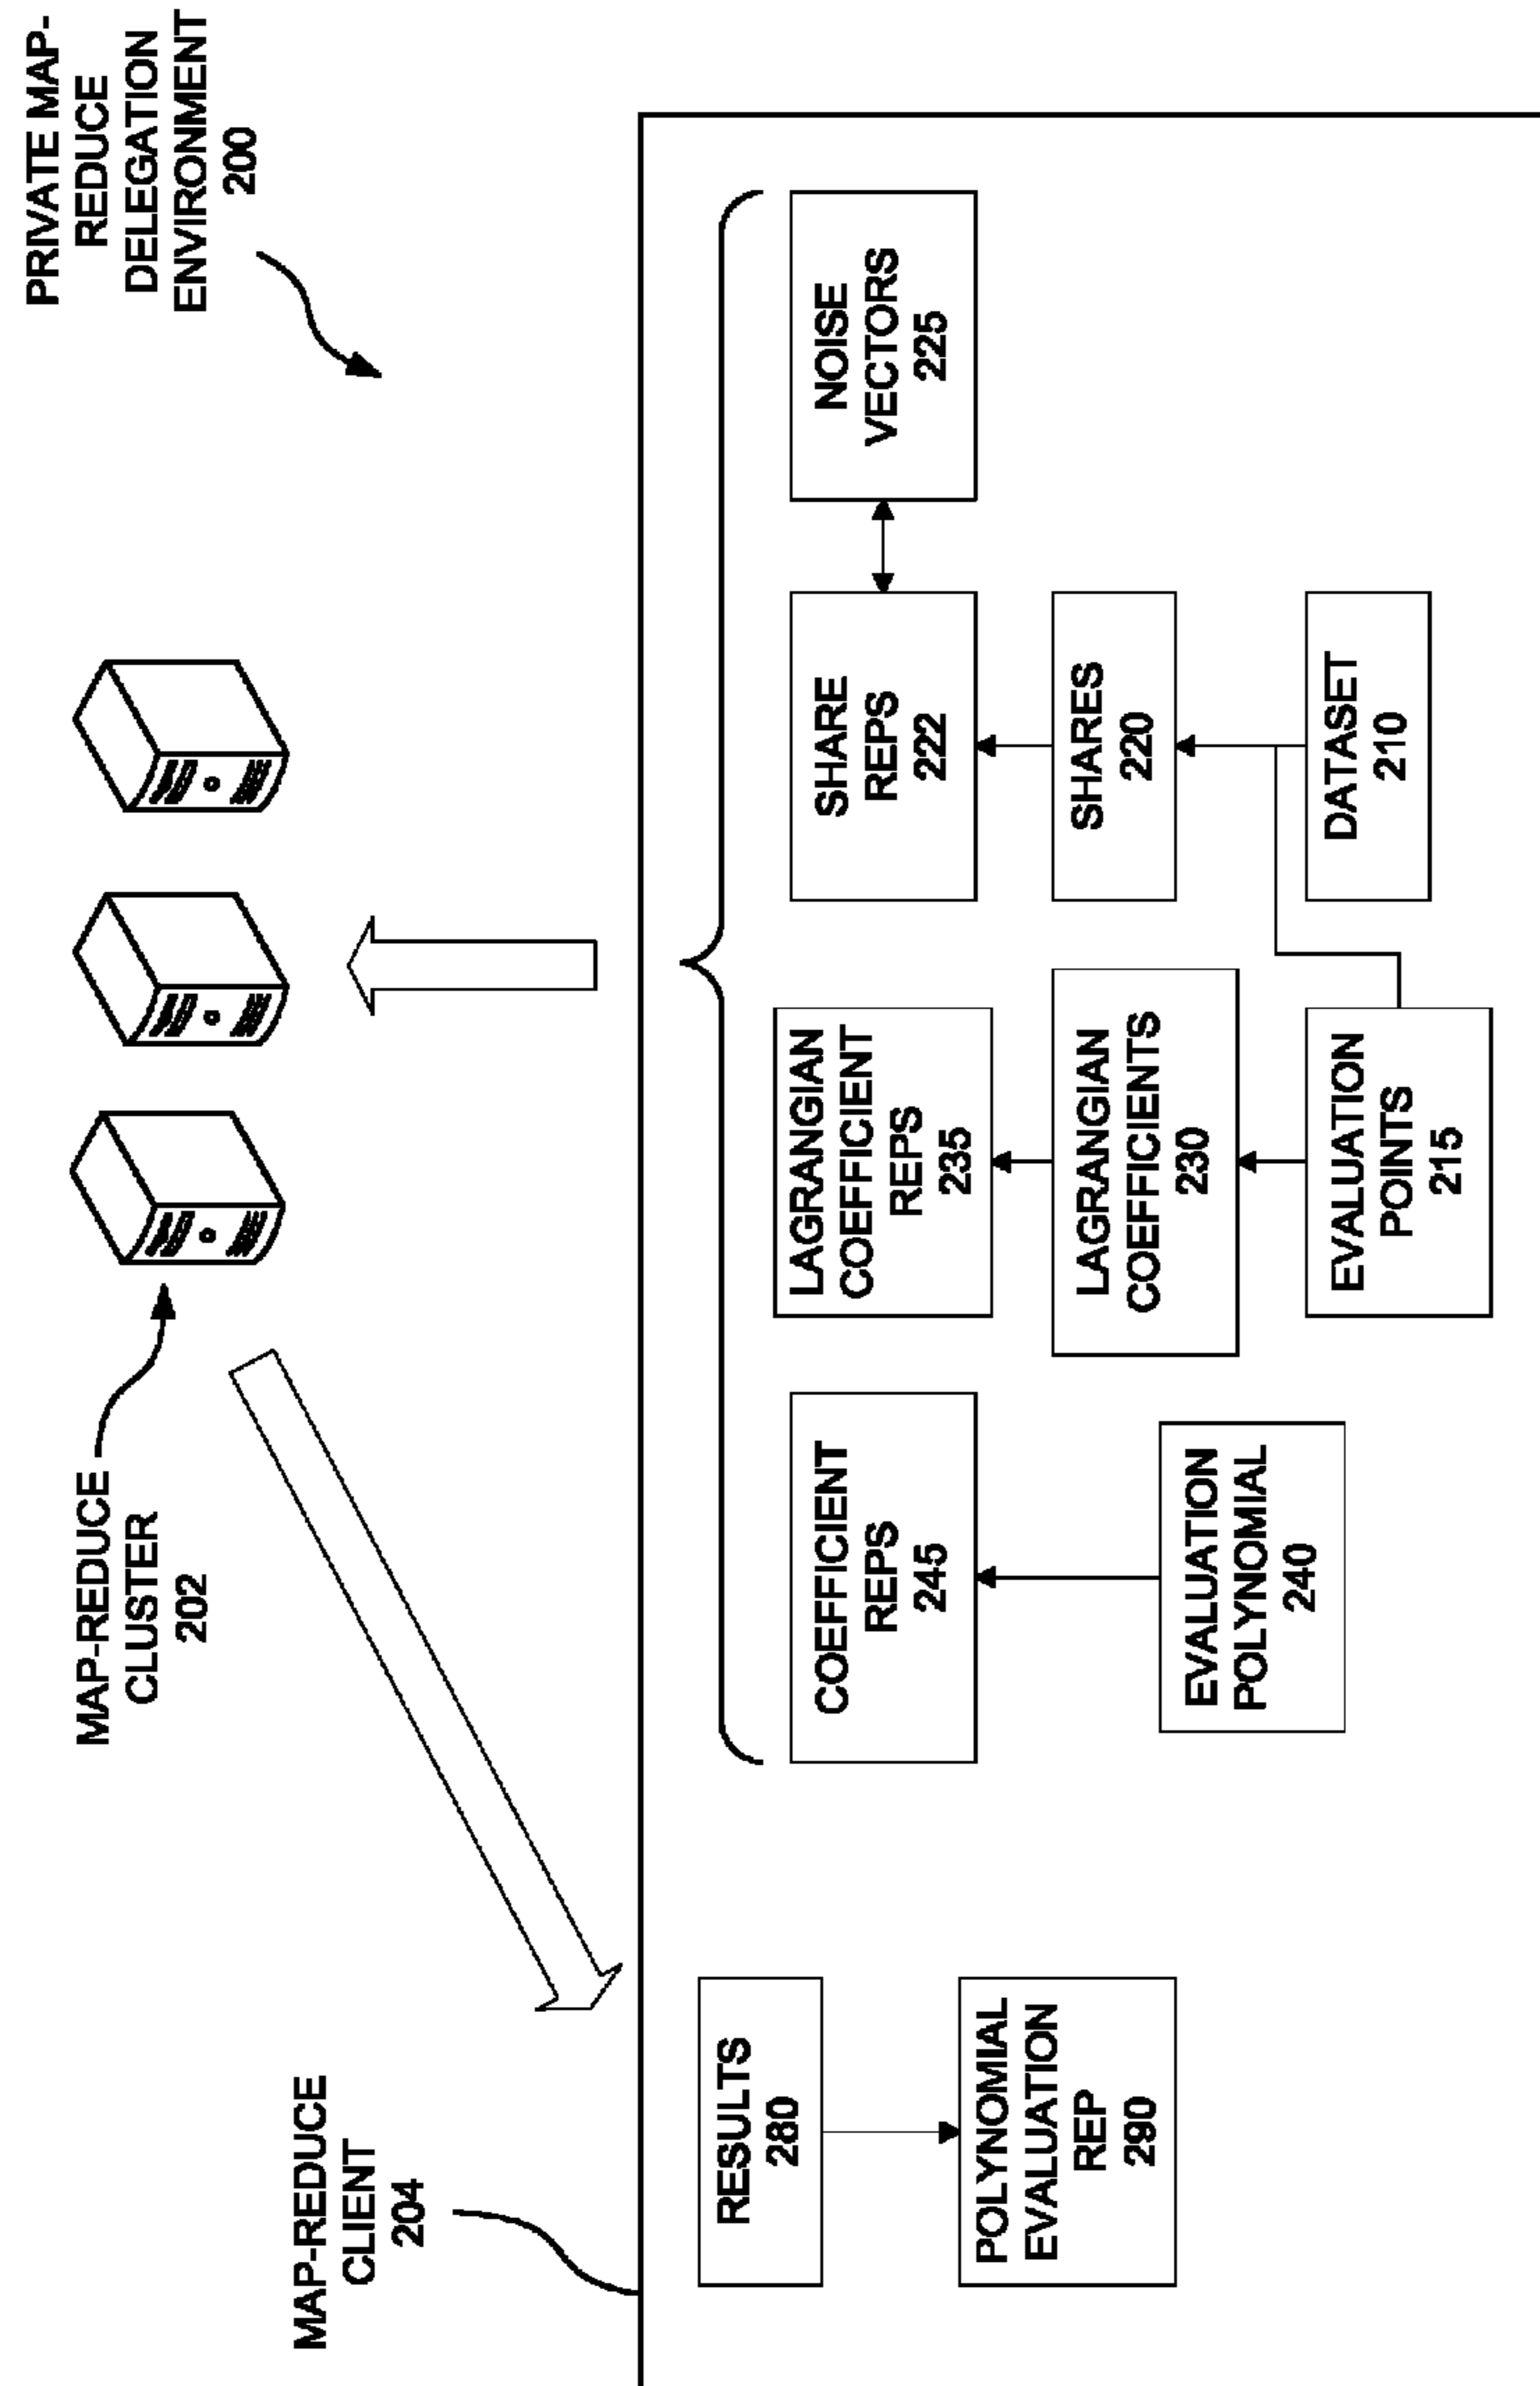 PRIVATE MAP-
REDUCE
DELEGATION
ENVIRONMENT
200
MAP-REDUCE
CLUSTER
202
MAP-REDUCE
CLIENT
204
RESULTS
280
POLYNOMIAL
EVALUATION
REP
290
COEFFICIENT
REPS
245
EVALUATION
POLYNOMIAL
240
LAGRANGIAN
COEFFICIENT
REPS
235
LAGRANGIAN
COEFFICIENTS
230
EVALUATION
POINTS
215
SHARE
REPS
222
SHARES
220
DATASET
210
NOISE
VECTORS
225